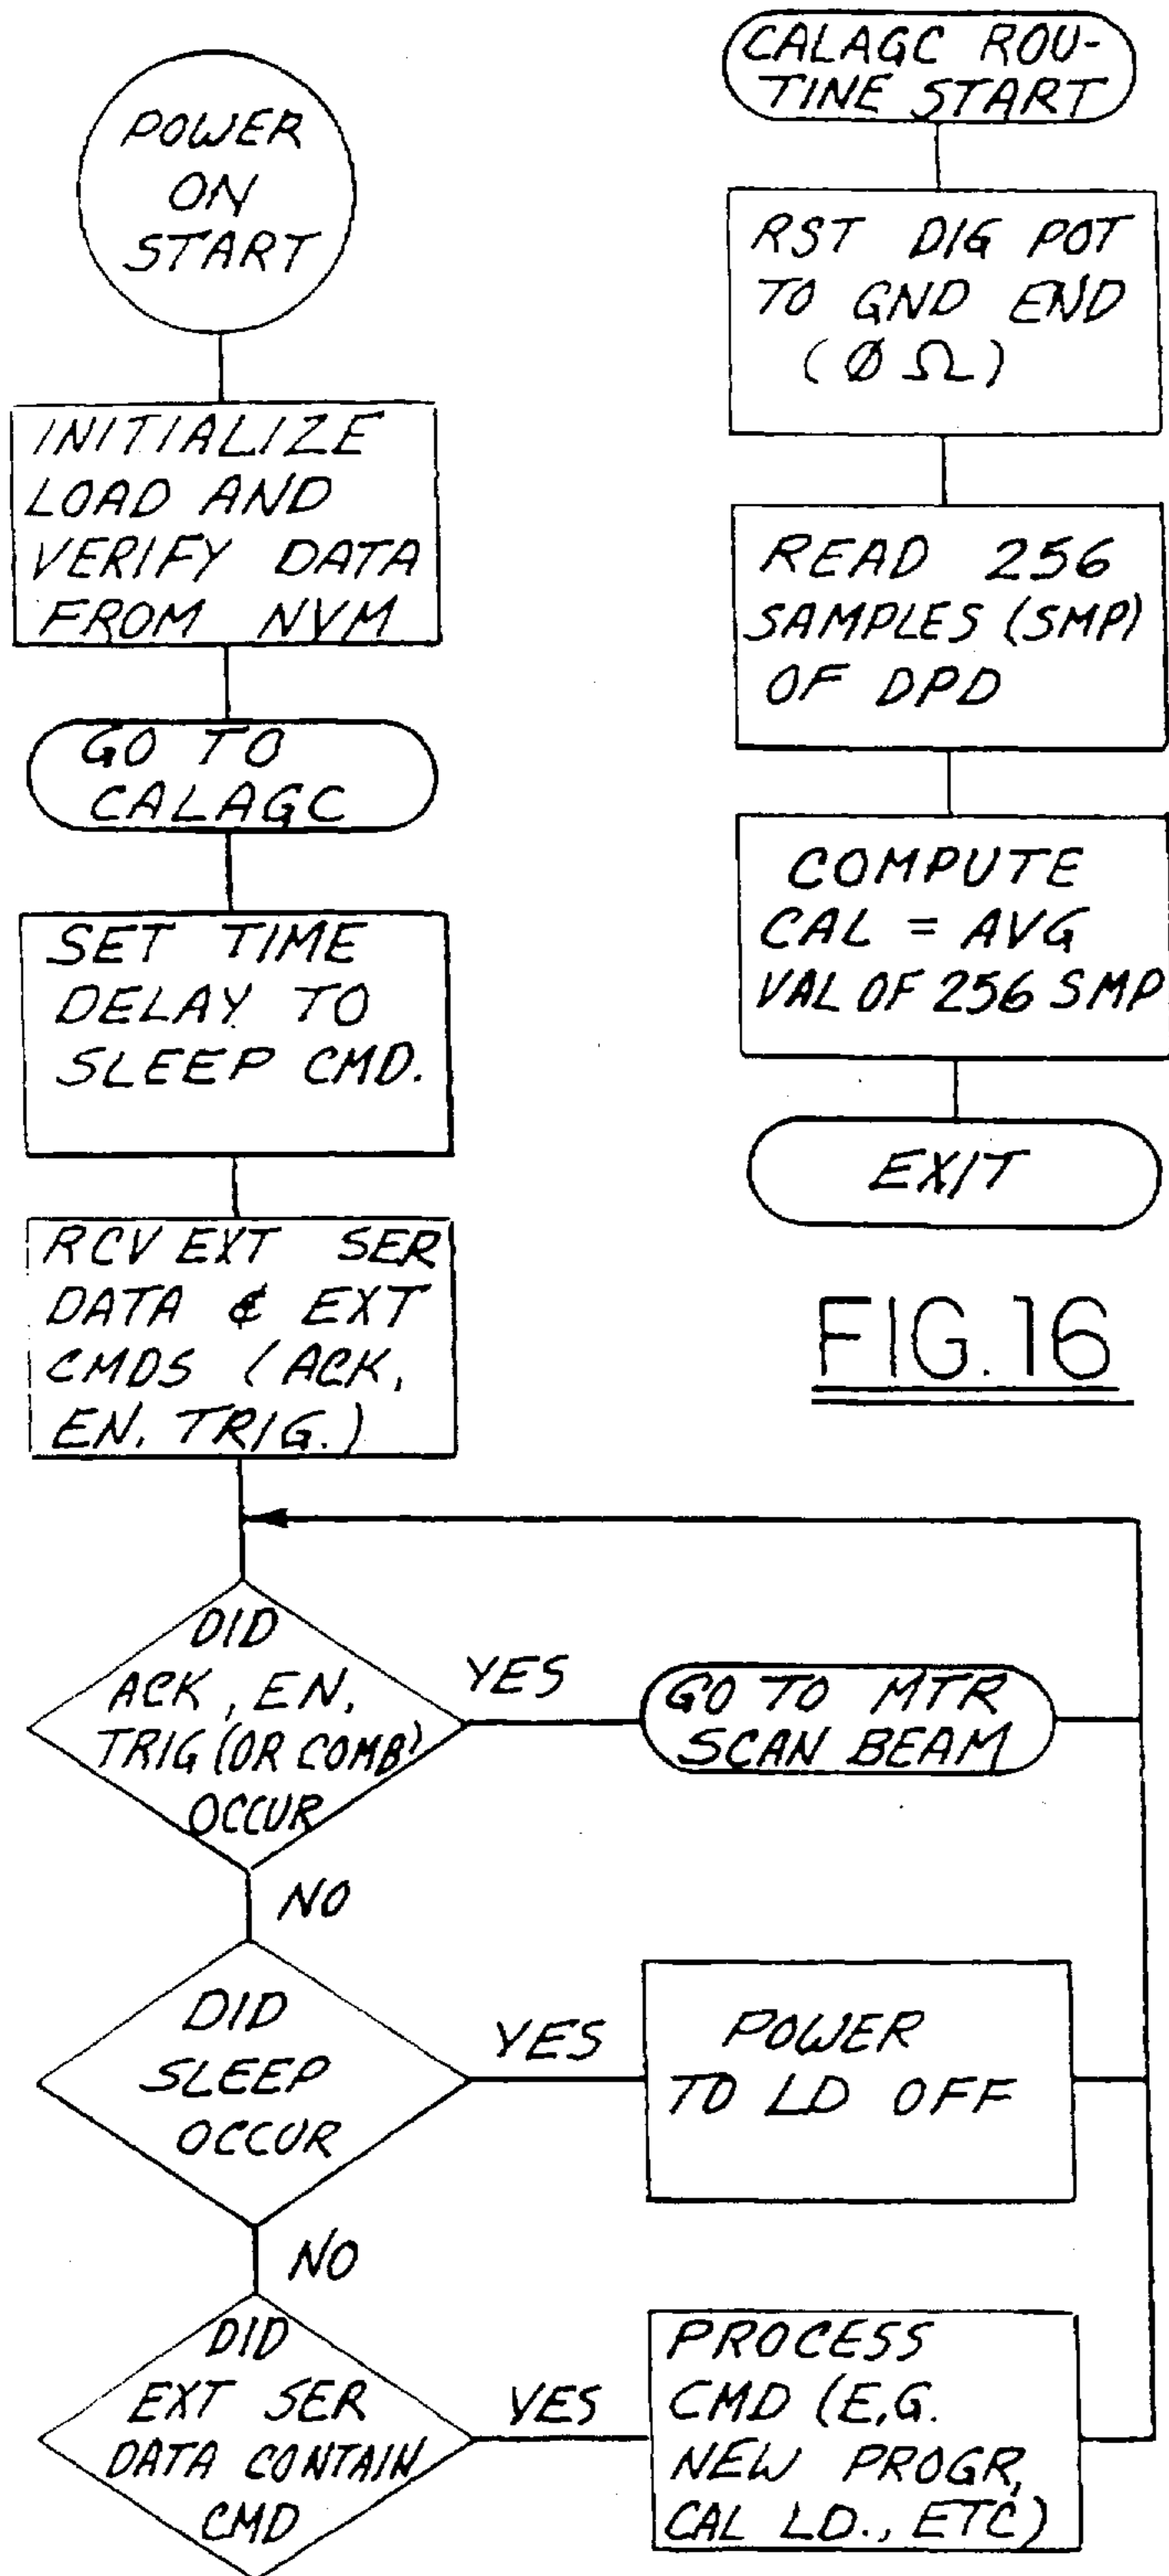 POWER
ON
START
INITIALIZE
LOAD AND
VERIFY DATA
FROM NVM
GO TO
CALAGC
SET TIME
DELAY TO
SLEEP CMD.
RCV EXT SER
DATA & EXT
CMDS (ACK,
EN, TRIG.)
DID
ACK, EN,
TRIG (OR COMB)
OCCUR
YES
GO TO MTR
SCAN BEAM
NO
DID
SLEEP
OCCUR
YES
POWER
TO LD OFF
NO
DID
EXT SER
DATA CONTAIN
CMD
YES
PROCESS
CMD (E,G.
NEW PROGR,
CAL LD., ETC)
CALAGC ROU-
TINE START
RST DIG POT
TO GND END
(Ø Ω)
READ 256
SAMPLES (SMP)
OF DPD
COMPUTE
CAL = AVG
VAL OF 256 SMP
EXIT
FIG. 16